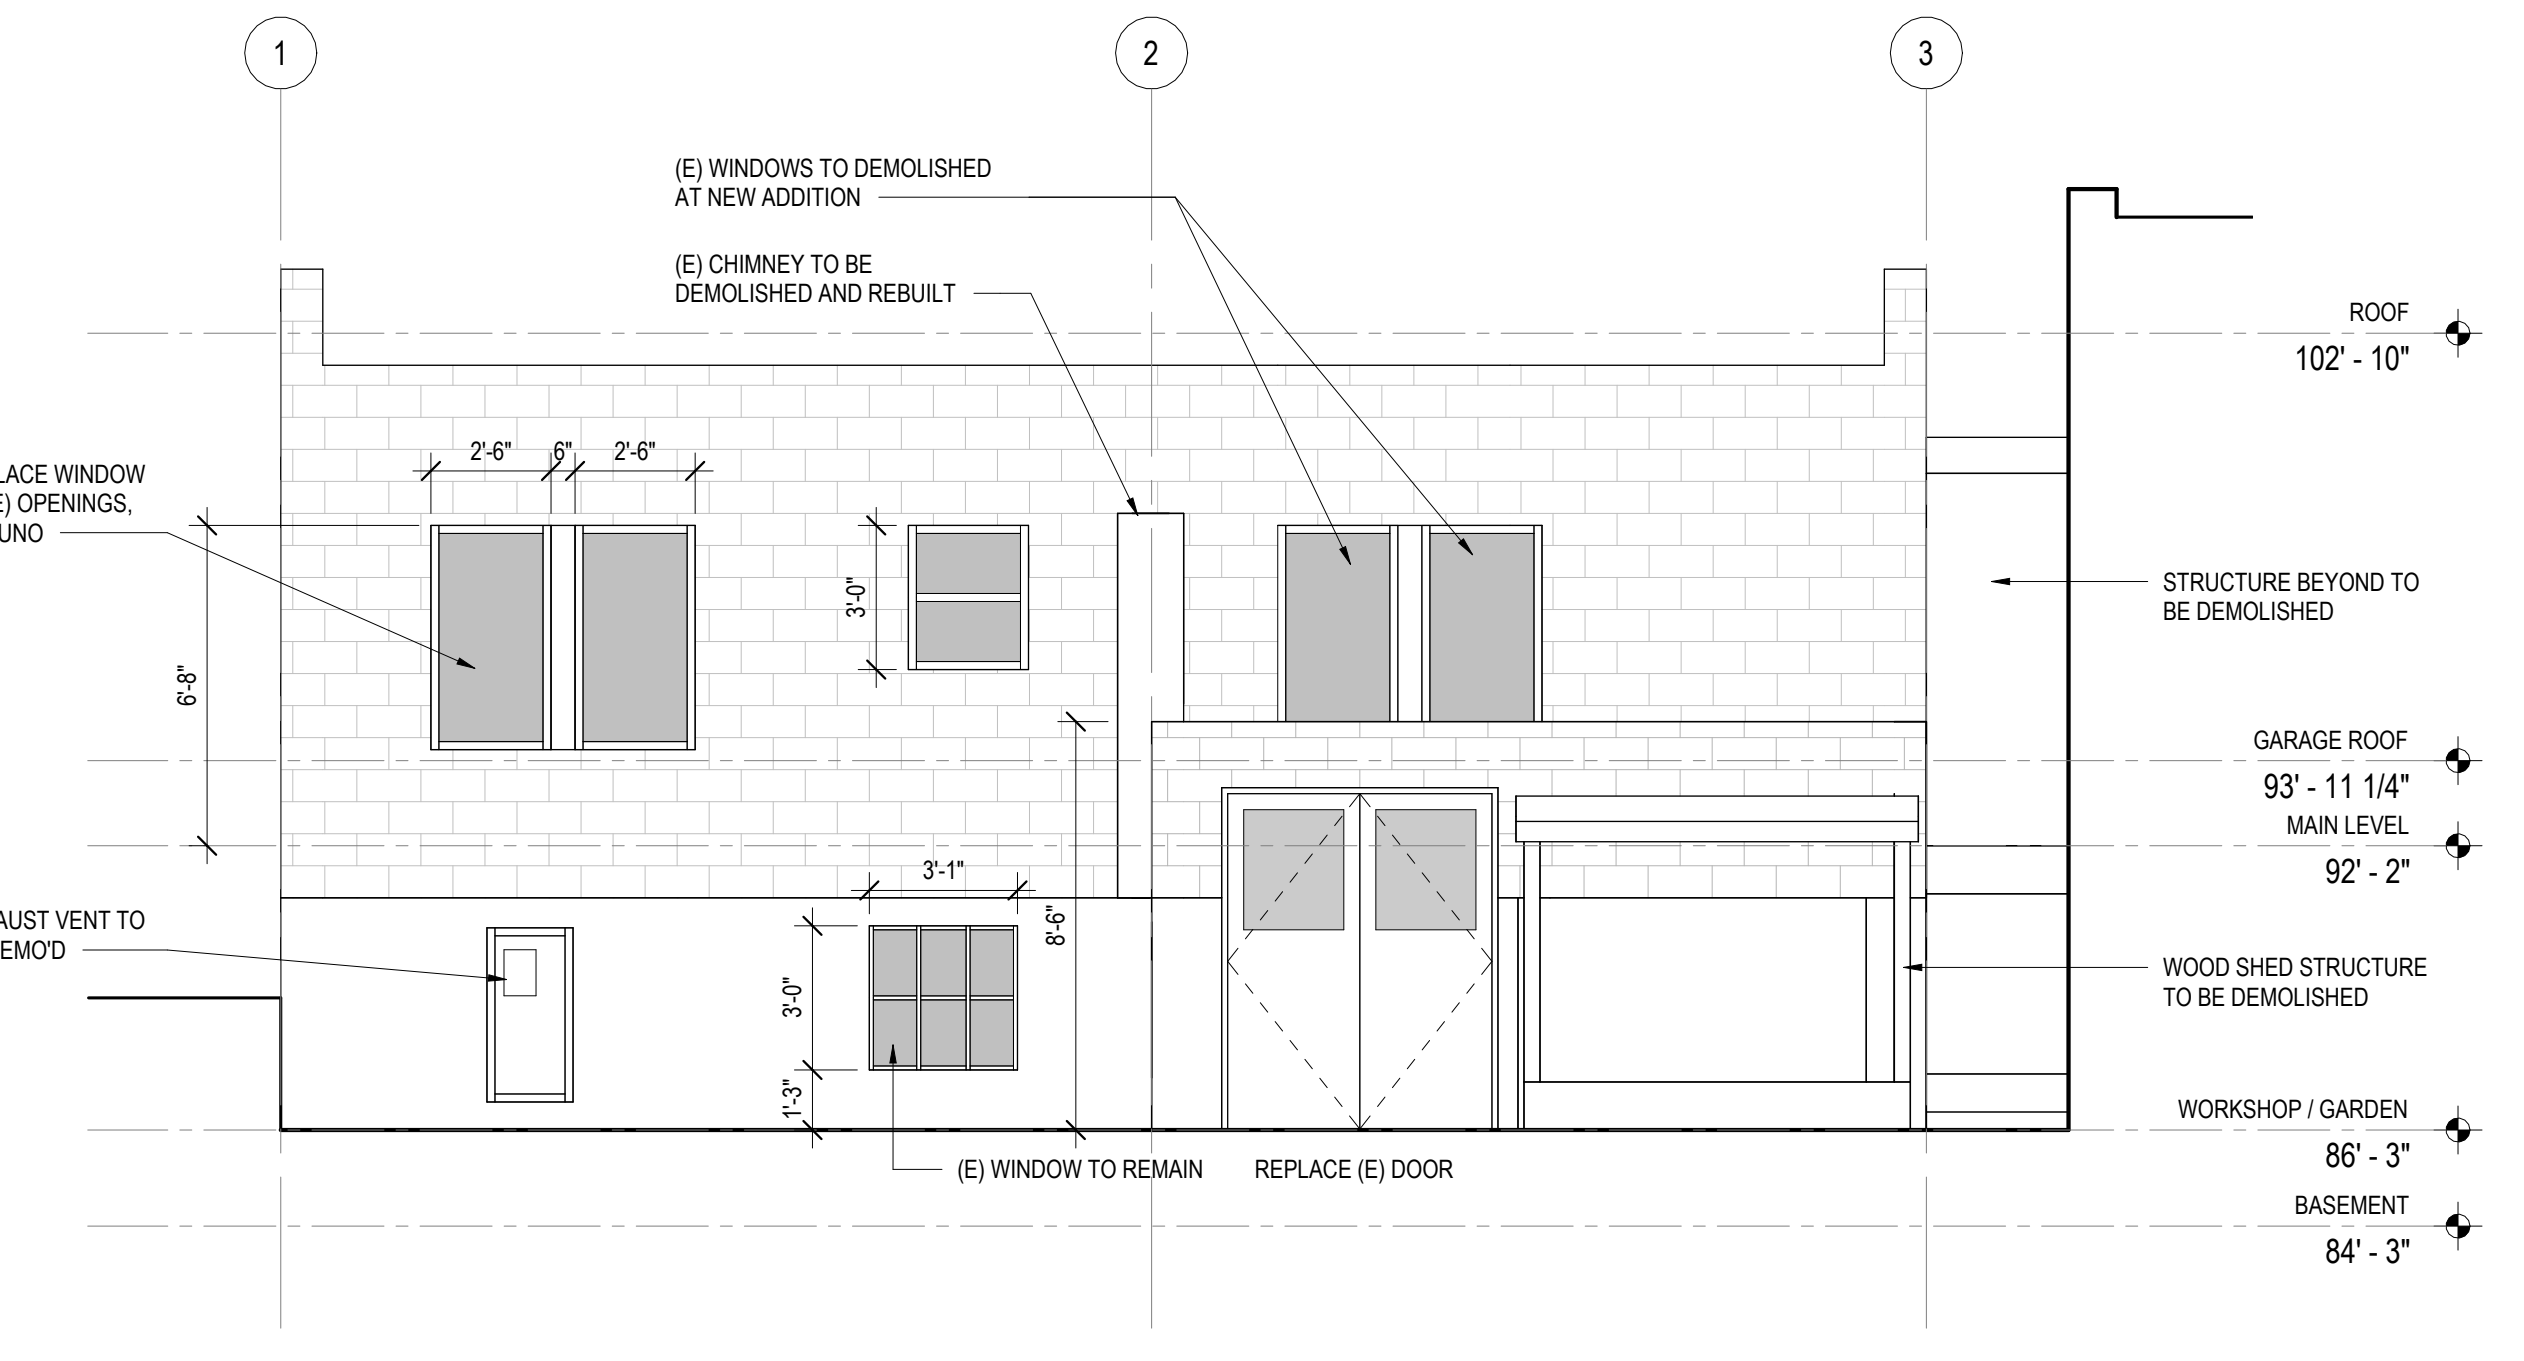 1
2
3
(E) WINDOWS TO DEMOLISHED
AT NEW ADDITION
(E) CHIMNEY TO BE
DEMOLISHED AND REBUILT
ROOF
102' - 10"
2'-6"
6"
2'-6"
WINDOW
OPENINGS,
UNO
3'-0"
6'-8"
STRUCTURE BEYOND TO
BE DEMOLISHED
GARAGE ROOF
93' - 11 1/4"
MAIN LEVEL
92' - 2"
3'-1"
8'-6"
VENT TO
3'-0"
1'-3"
WOOD SHED STRUCTURE
TO BE DEMOLISHED
WORKSHOP / GARDEN
86' - 3"
(E) WINDOW TO REMAIN
REPLACE (E) DOOR
BASEMENT
84' - 3"